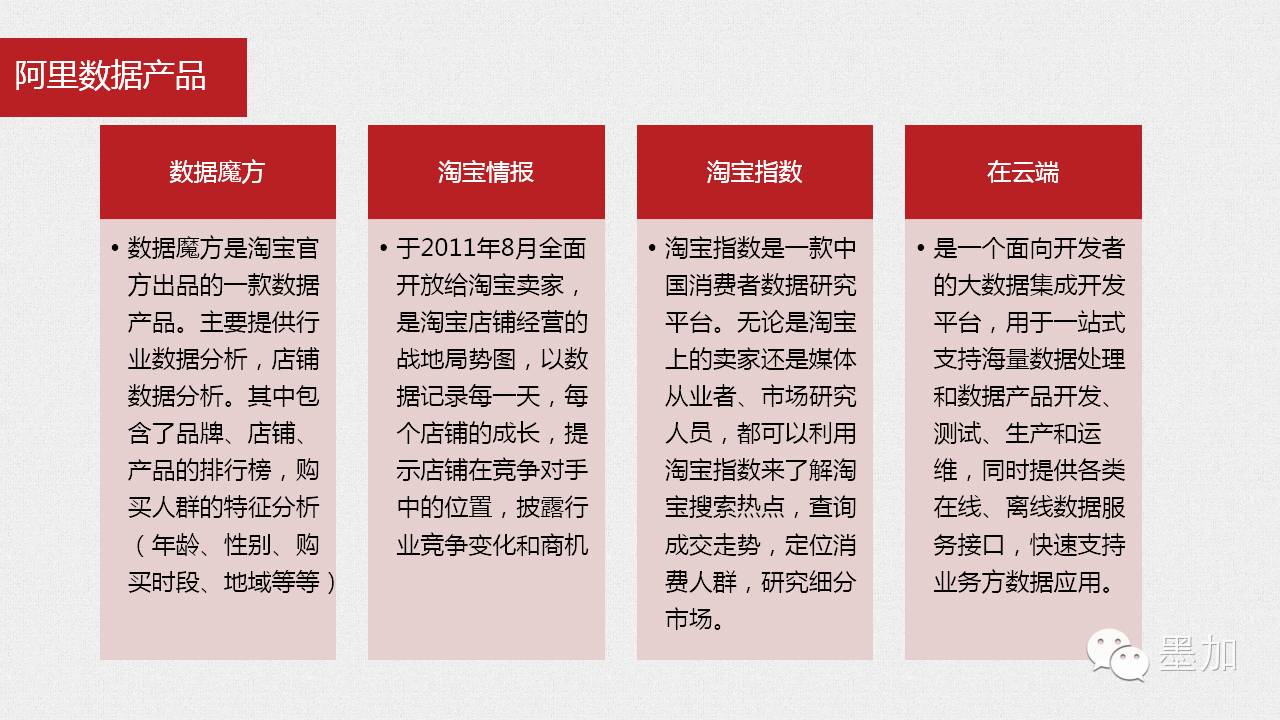 阿里数据产品
数据魔方
• 数据魔方是淘宝官
方出品的一款数据
产品。主要提供行
业数据分析，店铺
数据分析。其中包
含了品牌、店铺、
产品的排行榜，购
买人群的特征分析
（年龄、性别、购
买时段、地域等等）
淘宝情报
• 于2011年8月全面
开放给淘宝卖家，
是淘宝店铺经营的
战地局势图，以数
据记录每一天，每
个店铺的成长，提
示店铺在竞争对手
中的位置，披露行
业竞争变化和商机
淘宝指数
• 淘宝指数是一款中
国消费者数据研究
平台。无论是淘宝
上的卖家还是媒体
从业者、市场研究
人员，都可以利用
淘宝指数来了解淘
宝搜索热点，查询
成交走势，定位消
费人群，研究细分
市场。
在云端
• 是一个面向开发者
的大数据集成开发
平台，用于一站式
支持海量数据处理
和数据产品开发、
测试、生产和运
维，同时提供各类
在线、离线数据服
务接口，快速支持
业务方数据应用。
墨加